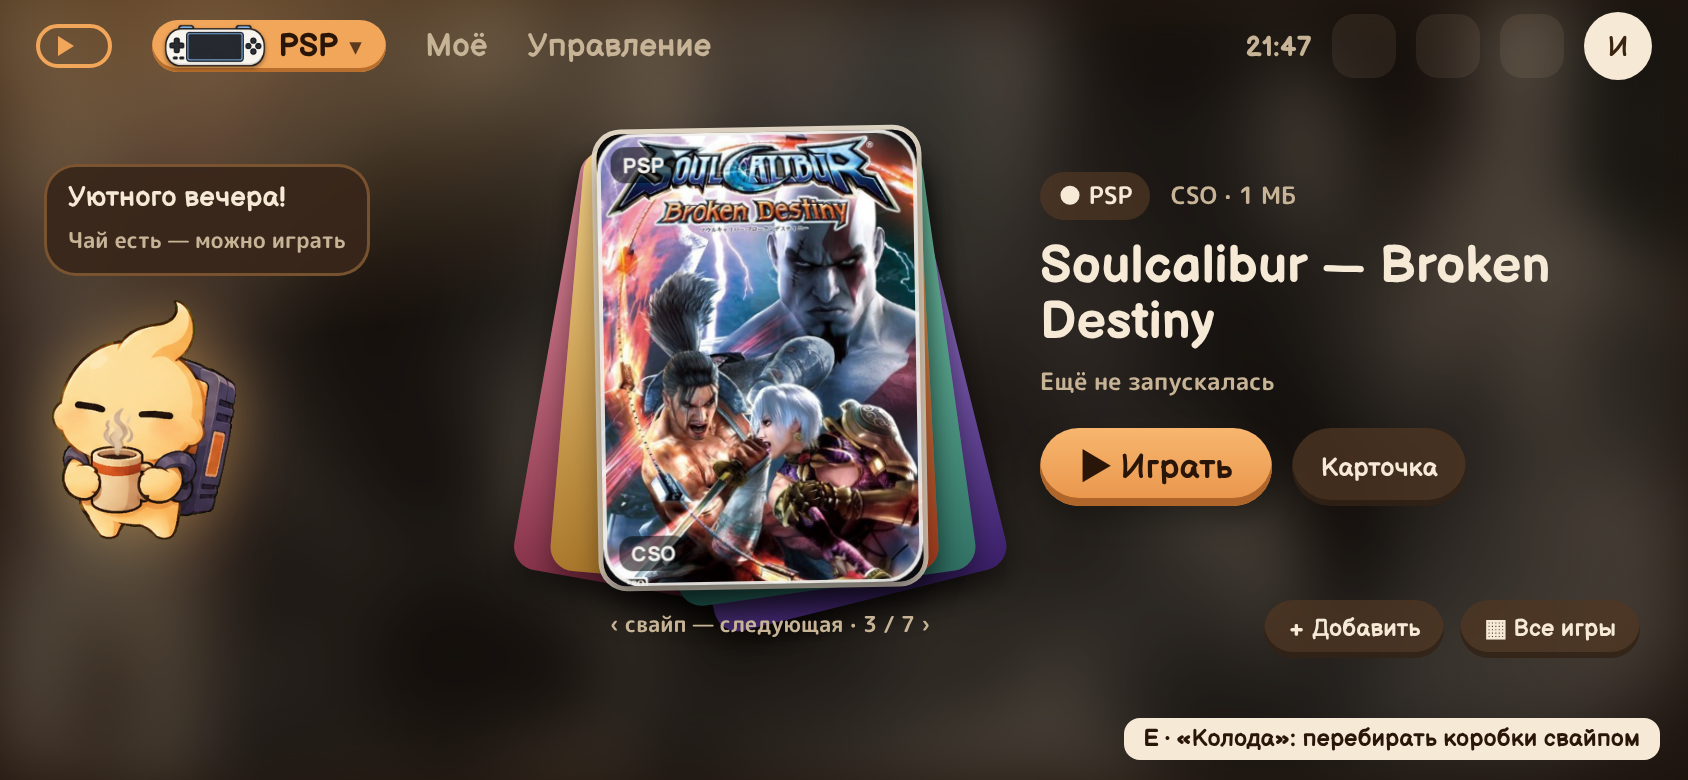 PSP ▾
Моё
Управление
21:47
И
Уютного вечера!
Чай есть — можно играть
PSP
SOULCALIBUR
Broken Destiny
CSO
‹ свайп — следующая · 3 / 7 ›
PSP
CSO · 1 МБ
Soulcalibur — Broken
Destiny
Ещё не запускалась
Играть
Карточка
+ Добавить
Все игры
E · «Колода»: перебирать коробки свайпом